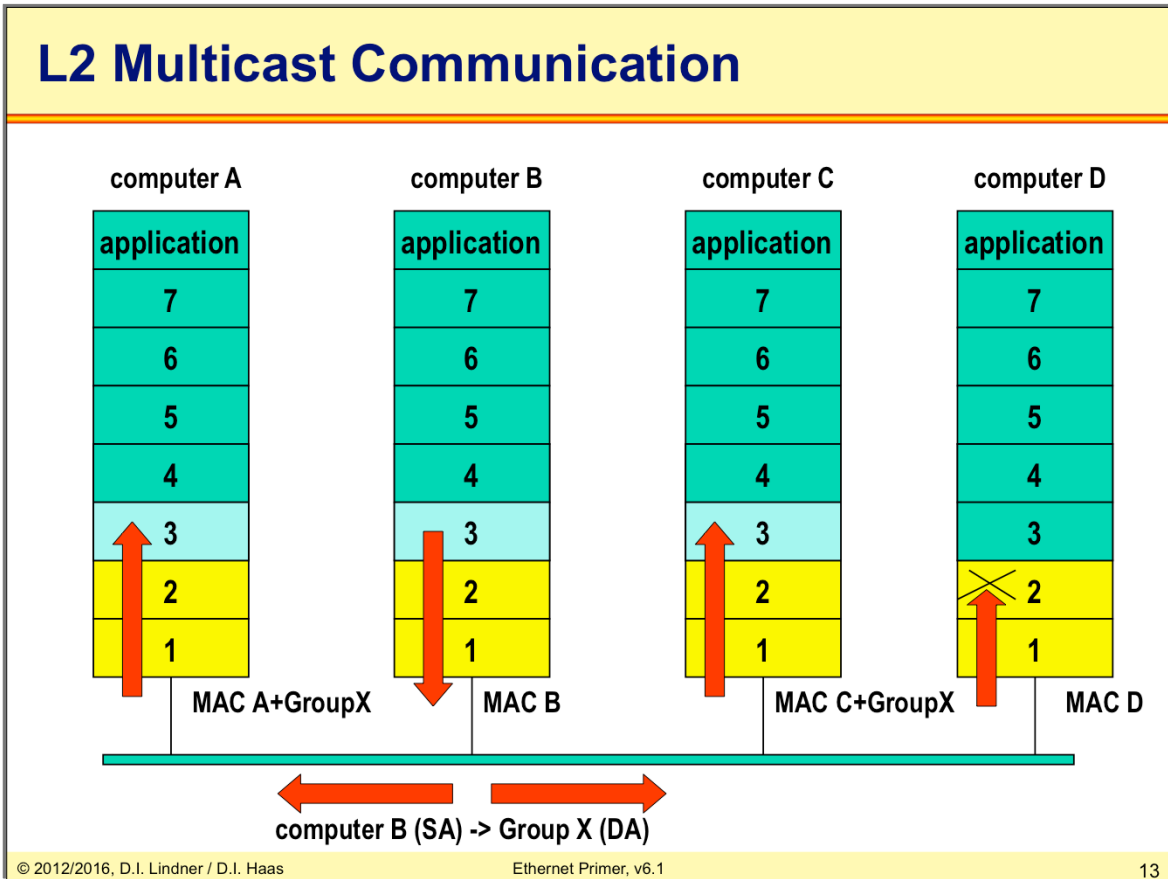 L2 Multicast Communication
computer A
computer B
computer C
computer D
application
application
application
application
7
7
7
7
6
6
6
6
5
5
5
5
4
4
4
4
3
3
3
3
2
2
2
2
1
1
1
1
MAC A+GroupX
MAC B
MAC C+GroupX
MAC D
computer B (SA) -> Group X (DA)
© 2012/2016, D.I. Lindner / D.I. Haas
Ethernet Primer, v6.1
13